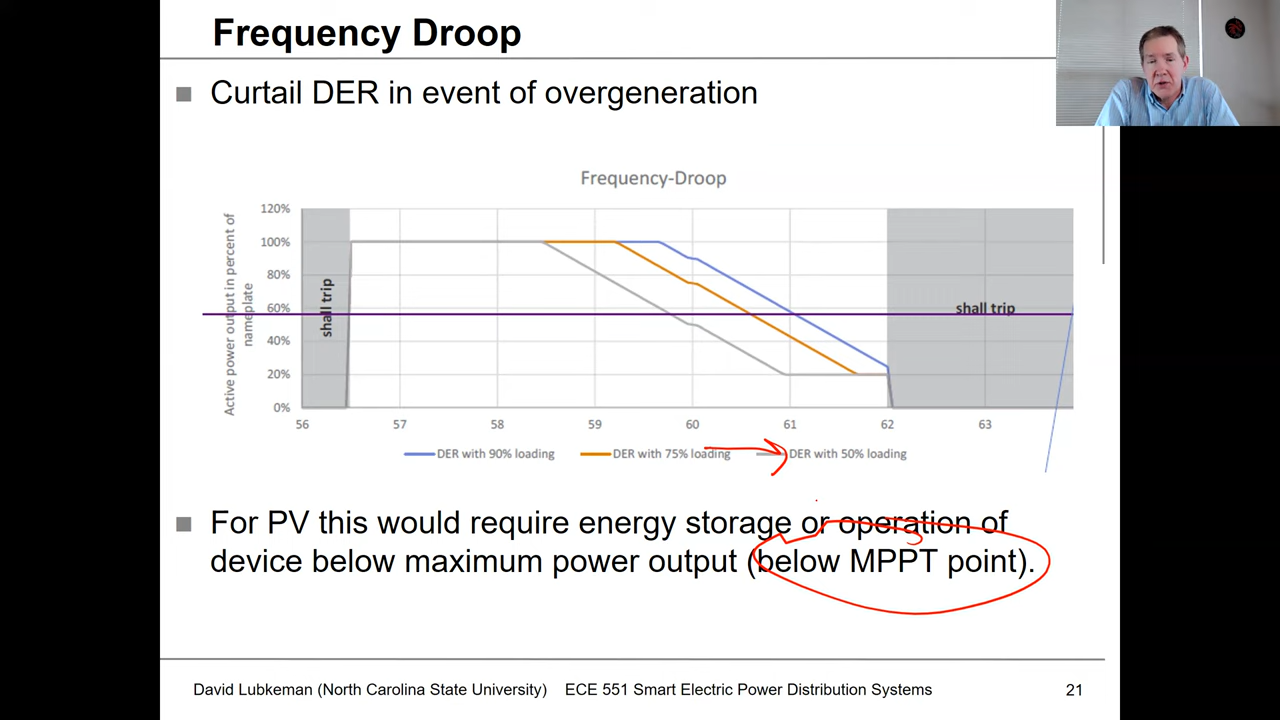 Frequency Droop
Curtail DER in event of overgeneration
Frequency-Droop
Active power output in percent of
nameplate
120%
100%
80%
60%
40%
20%
0%
shall trip
shall trip
56 57 58 59 60 61 62 63
DER with 90% loading DER with 75% loading DER with 50% loading
For PV this would require energy storage or operation of
device below maximum power output (below MPPT point).
David Lubkeman (North Carolina State University) ECE 551 Smart Electric Power Distribution Systems 21